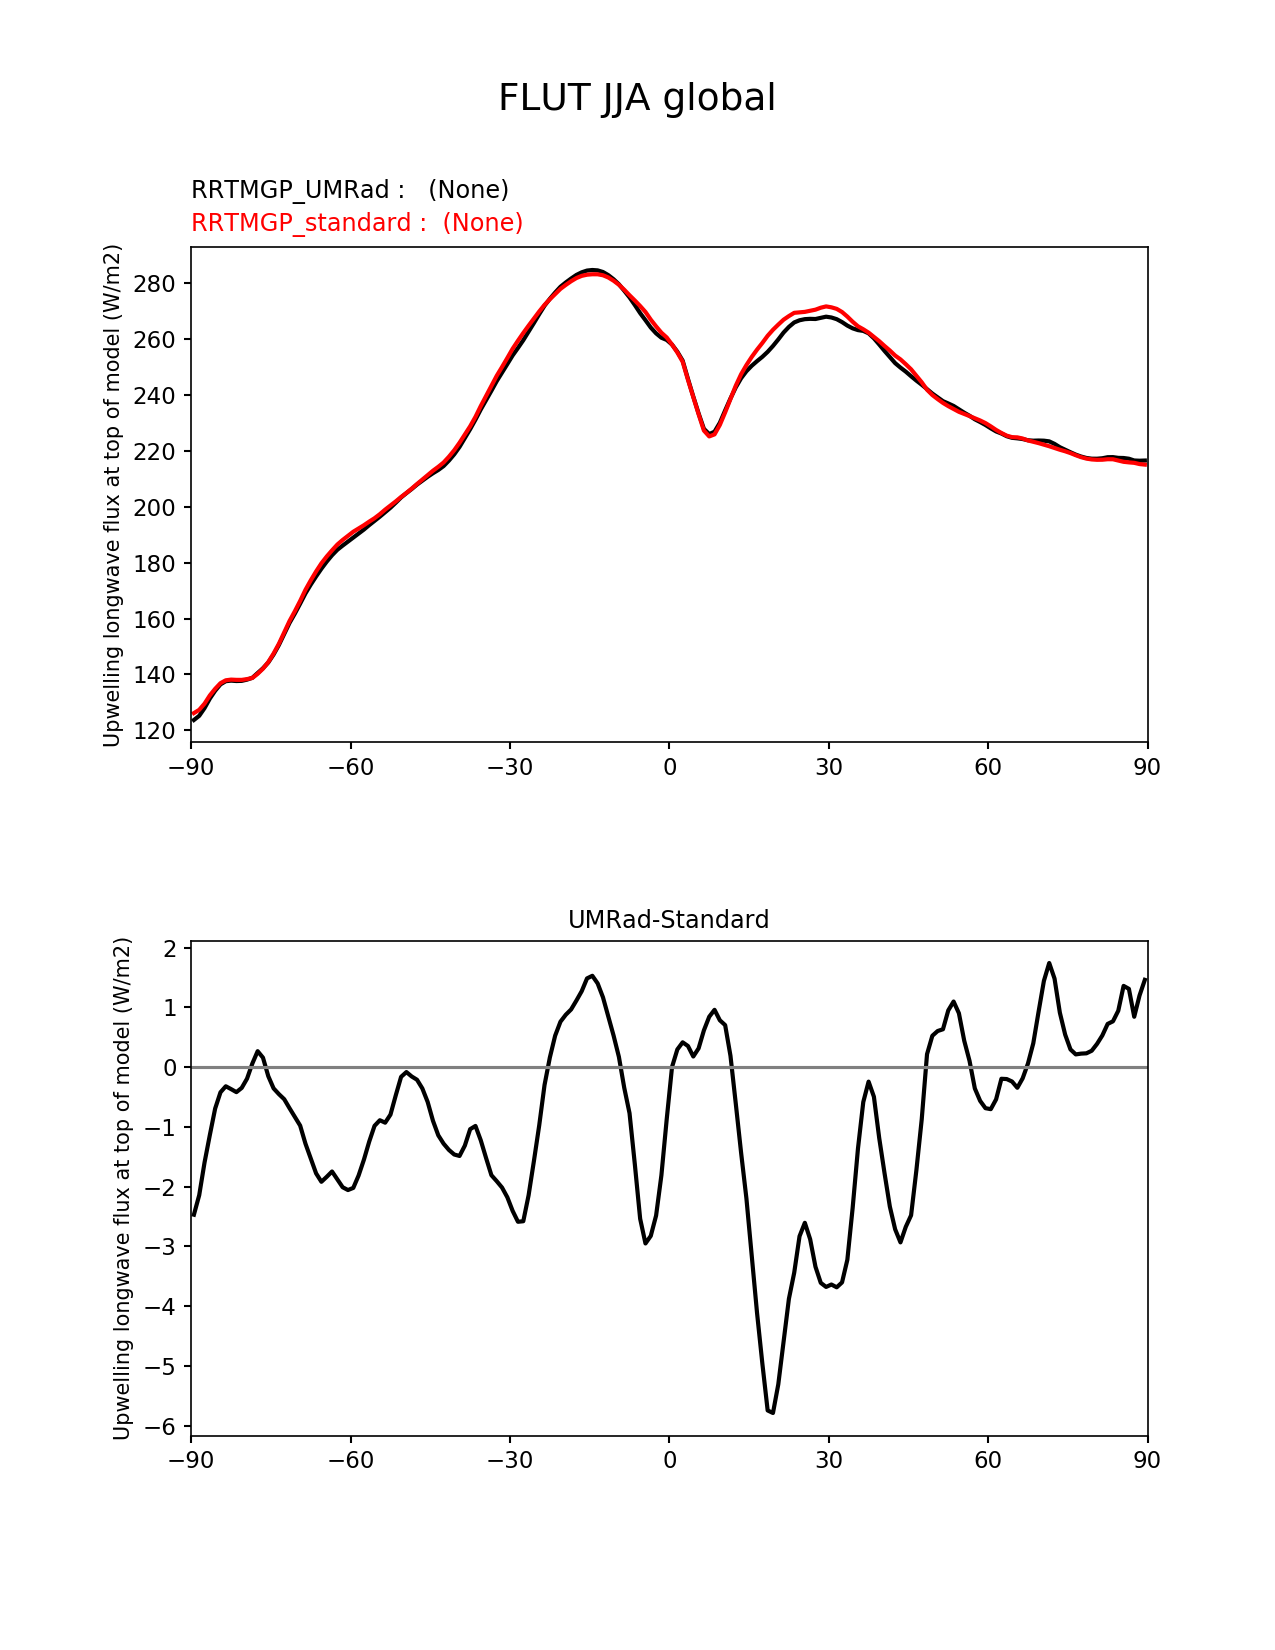 FLUT JJA global
RRTMGP_UMRad :   (None)
RRTMGP_standard :  (None)
Upwelling longwave flux at top of model (W/m2)
280
260
240
220
200
180
160
140
120
−90 −60 −30 0 30 60 90
UMRad-Standard
Upwelling longwave flux at top of model (W/m2)
2
1
0
−1
−2
−3
−4
−5
−6
−90 −60 −30 0 30 60 90